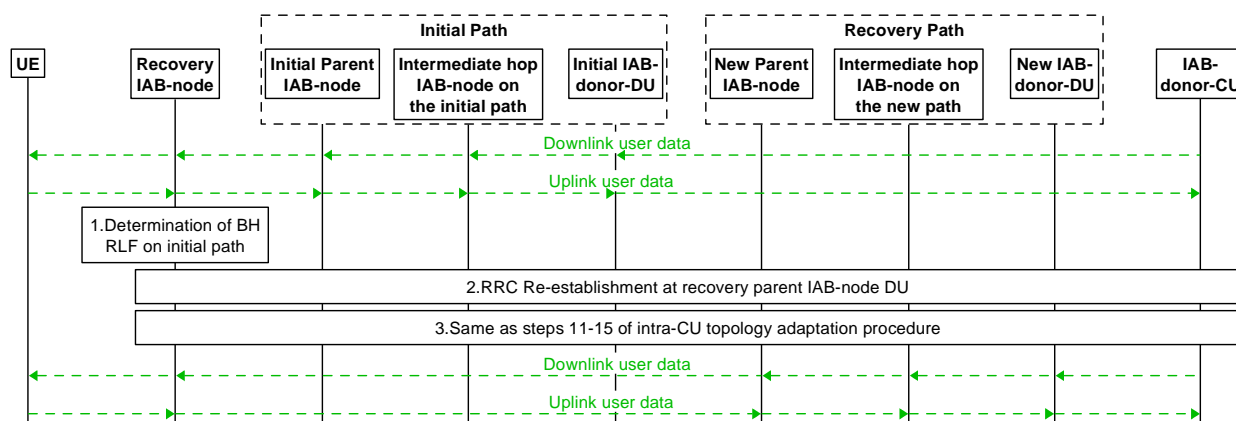 Initial Path
Recovery Path
UE
Recovery
IAB-node
Initial Parent
IAB-node
Intermediate hop
IAB-node on
the initial path
Initial IAB-
donor-DU
New Parent
IAB-node
Intermediate hop
IAB-node on
the new path
New IAB-
donor-DU
IAB-
donor-CU
Downlink user data
Uplink user data
1.Determination of BH
RLF on initial path
2.RRC Re-establishment at recovery parent IAB-node DU
3.Same as steps 11-15 of intra-CU topology adaptation procedure
Downlink user data
Uplink user data